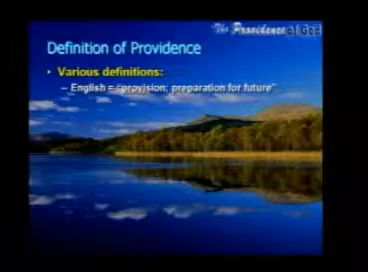 "The Providence of God
Definition of Providence
• Various definitions:
– English = "provision; preparation for future"